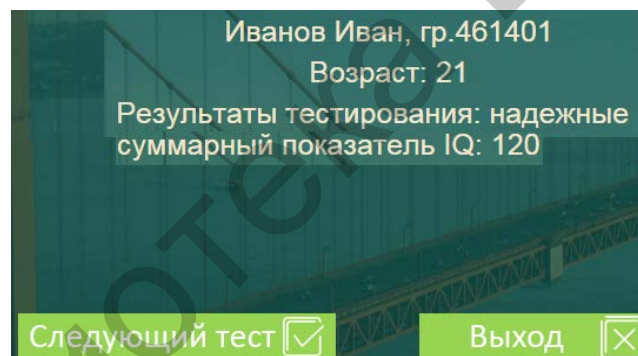 Иванов Иван, гр.461401
Возраст: 21
Результаты тестирования: надежные
суммарный показатель IQ: 120
Следующий тест
Выход